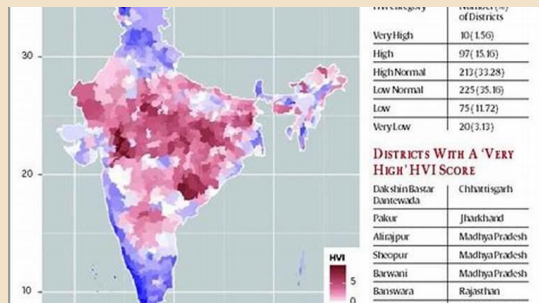 of Districts
Very High 10(1.56)
High 97(15.16)
High Normal 213(33.28)
Low Normal 225(35.16)
Low 75(11.72)
Very Low 20(3.13)
DISTRICTS WITH A ‘VERY
HIGH’ HVI SCORE
Dakshin Bastar Chhattisgarh
Dantewada
Pakur Jharkhand
Alirajpur Madhya Pradesh
Sheopur Madhya Pradesh
Barwani Madhya Pradesh
Banswara Rajasthan
30
20
10
HVI
5
0